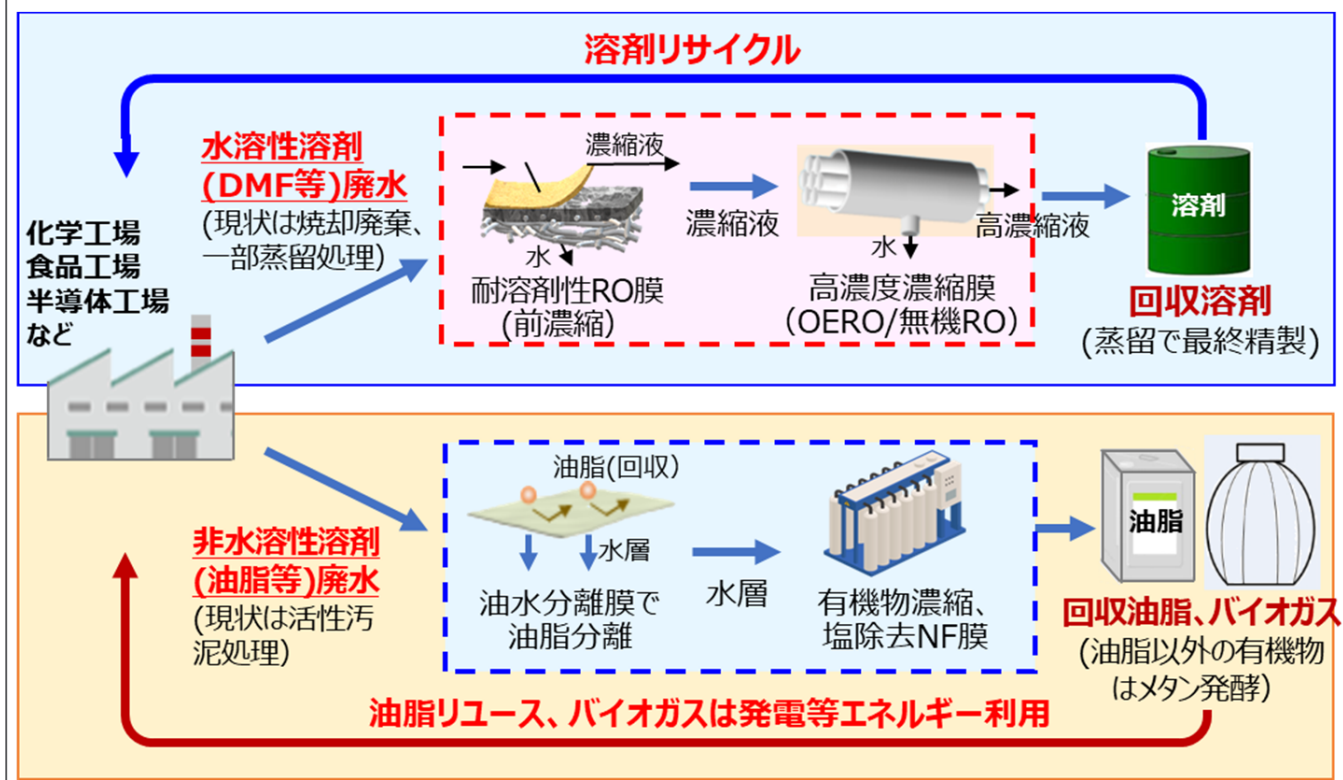 溶剤リサイクル
水溶性溶剤
(DMF等)廃水
(現状は焼却廃棄、
一部蒸留処理)
化学工場
食品工場
半導体工場
など
濃縮液
水
耐溶剤性RO膜
(前濃縮)
濃縮液
水
高濃縮液
高濃度濃縮膜
(OERO/無機RO)
溶剤
回収溶剤
(蒸留で最終精製)
非水溶性溶剤
(油脂等)廃水
(現状は活性汚
泥処理)
油脂(回収)
水層
油水分離膜で
油脂分離
水層
有機物濃縮、
塩除去NF膜
油脂
回収油脂、バイオガス
(油脂以外の有機物
はメタン発酵)
油脂リユース、バイオガスは発電等エネルギー利用